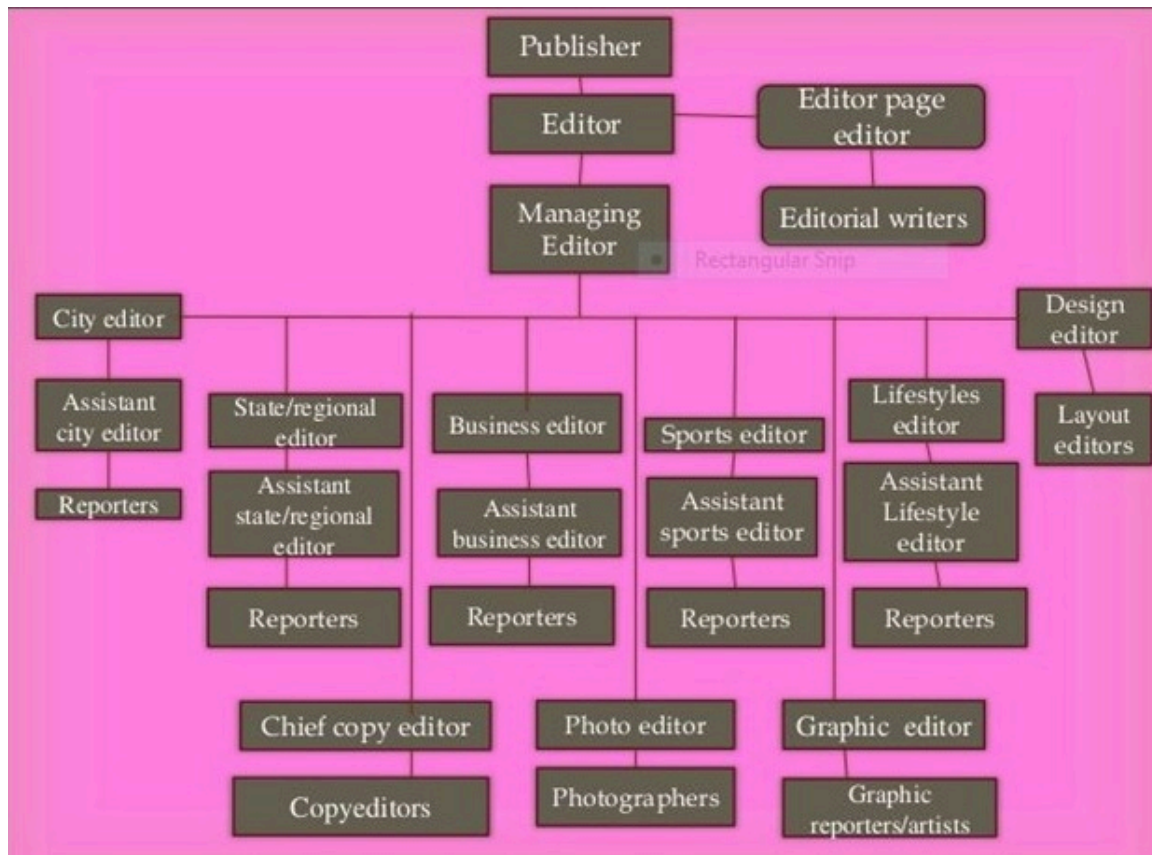 Publisher
Editor
Editor page
editor
Managing
Editor
Editorial writers
Rectangular Snip
City editor
Design
editor
Assistant
city editor
State/regional
editor
Business editor
Sports editor
Lifestyles
editor
Layout
editors
Reporters
Assistant
state/regional
editor
Assistant
business editor
Assistant
sports editor
Assistant
Lifestyle
editor
Reporters
Reporters
Reporters
Reporters
Chief copy editor
Photo editor
Graphic editor
Copyeditors
Photographers
Graphic
reporters/artists